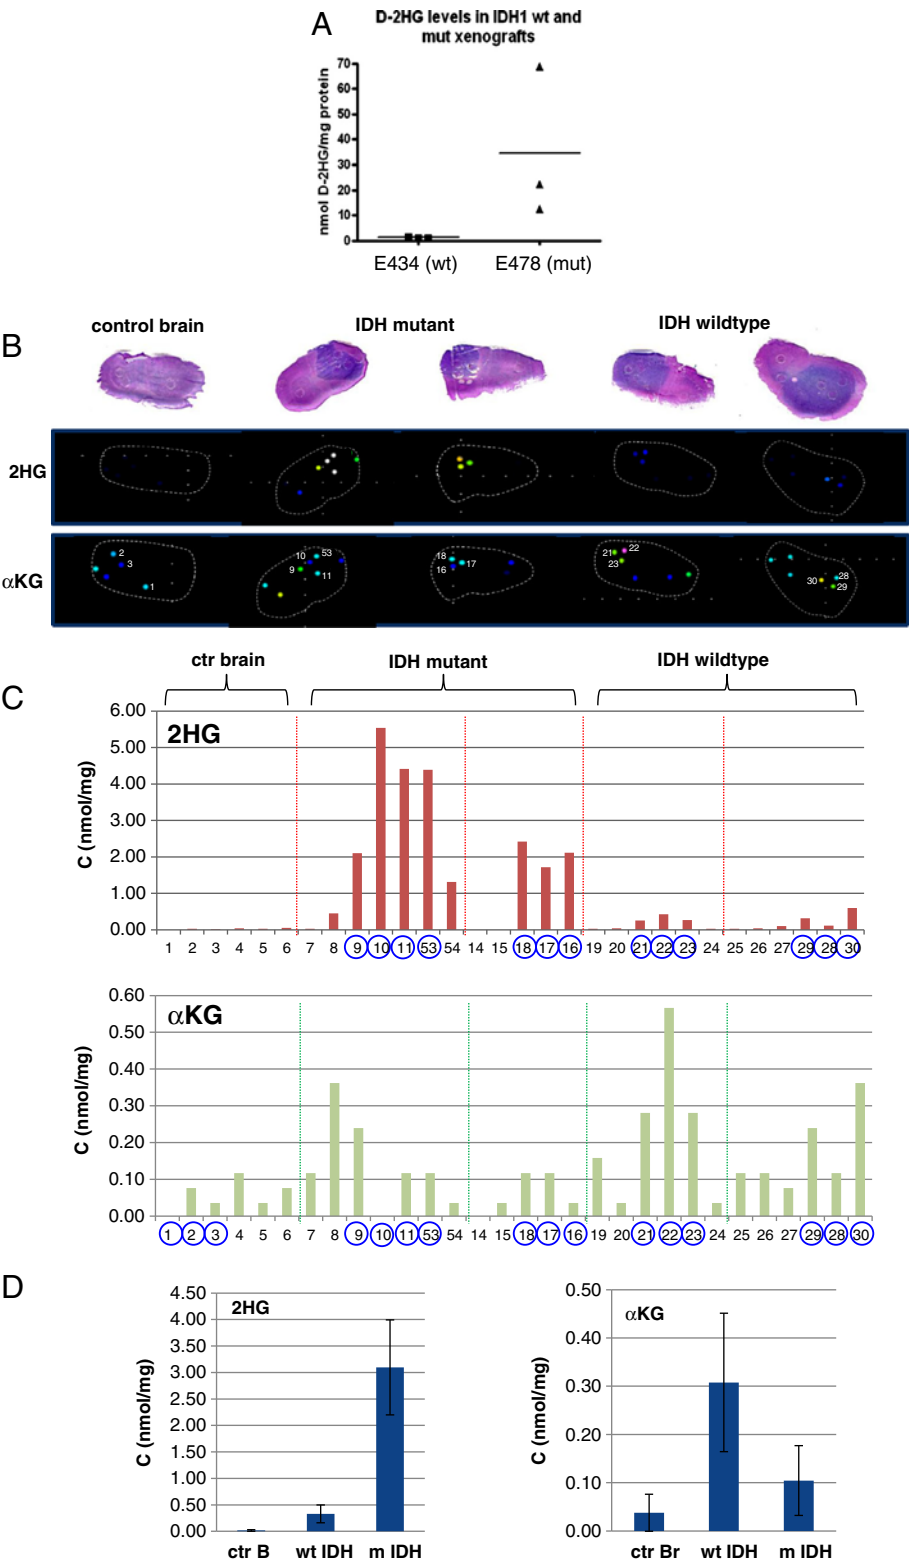 A
D-2HG levels in IDH1 wt and
mut xenografts
nmol D-2HG/mg protein
70
60
50
40
30
20
10
0
E434 (wt)
E478 (mut)
B
control brain
IDH mutant
IDH wildtype
2HG
αKG
2
3
1
10
53
9
11
18
17
16
21
22
23
30
28
29
C
ctr brain
IDH mutant
IDH wildtype
2HG
C (nmol/mg)
6.00
5.00
4.00
3.00
2.00
1.00
0.00
1 2 3 4 5 6 7 8 9 10 11 53 54 14 15 18 17 16 19 20 21 22 23 24 25 26 27 29 28 30
αKG
C (nmol/mg)
0.60
0.50
0.40
0.30
0.20
0.10
0.00
1 2 3 4 5 6 7 8 9 10 11 53 54 14 15 18 17 16 19 20 21 22 23 24 25 26 27 29 28 30
D
2HG
C (nmol/mg)
4.50
4.00
3.50
3.00
2.50
2.00
1.50
1.00
0.50
0.00
ctr B wt IDH m IDH
αKG
C (nmol/mg)
0.50
0.40
0.30
0.20
0.10
0.00
ctr Br wt IDH m IDH